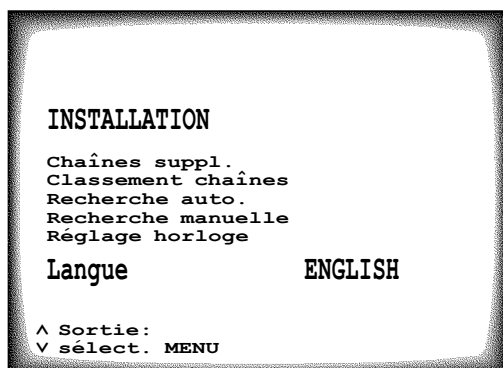 INSTALLATION
Chaînes suppl.
Classement chaînes
Recherche auto.
Recherche manuelle
Réglage horloge
Langue ENGLISH
∧ Sortie:
∨ sélect. MENU